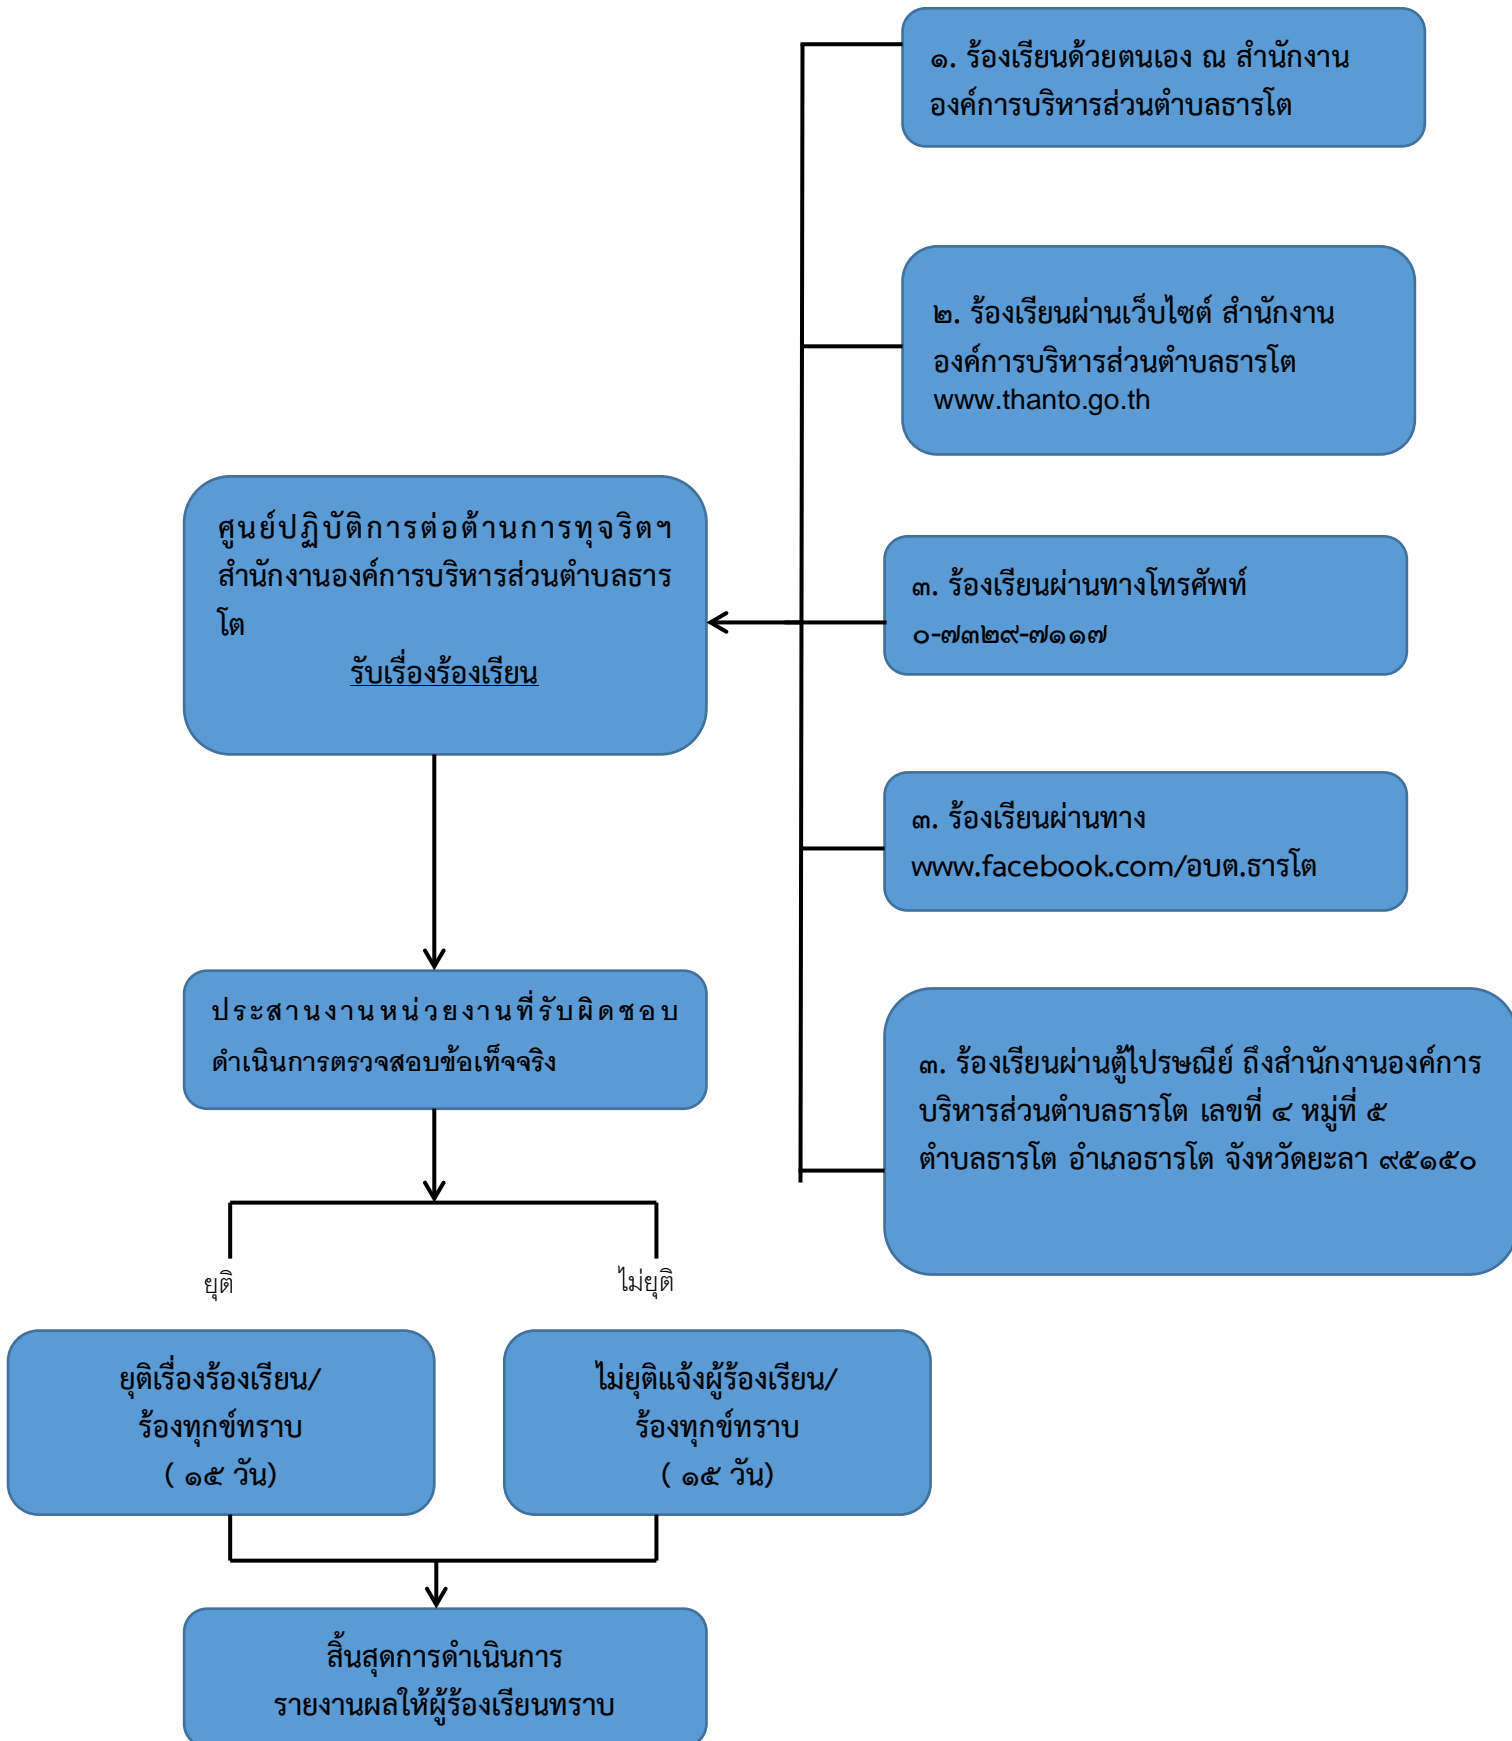 ๑. ร้องเรียนด้วยตนเอง ณ สำนักงาน
องค์การบริหารส่วนตำบลธารโต
๒. ร้องเรียนผ่านเว็บไซต์ สำนักงาน
องค์การบริหารส่วนตำบลธารโต
www.thanto.go.th
ศูนย์ปฏิบัติการต่อต้านการทุจริตฯ
สำนักงานองค์การบริหารส่วนตำบลธาร
โต
รับเรื่องร้องเรียน
๓. ร้องเรียนผ่านทางโทรศัพท์
๐-๗๓๒๙-๗๑๑๗
๓. ร้องเรียนผ่านทาง
www.facebook.com/อบต.ธารโต
๓. ร้องเรียนผ่านตู้ไปรษณีย์ ถึงสำนักงานองค์การ
บริหารส่วนตำบลธารโต เลขที่ ๔ หมู่ที่ ๕
ตำบลธารโต อำเภอธารโต จังหวัดยะลา ๙๕๑๕๐
ประสานงานหน่วยงานที่รับผิดชอบ
ดำเนินการตรวจสอบข้อเท็จจริง
ยุติ
ไม่ยุติ
ยุติเรื่องร้องเรียน/
ร้องทุกข์ทราบ
( ๑๕ วัน)
ไม่ยุติแจ้งผู้ร้องเรียน/
ร้องทุกข์ทราบ
( ๑๕ วัน)
สิ้นสุดการดำเนินการ
รายงานผลให้ผู้ร้องเรียนทราบ